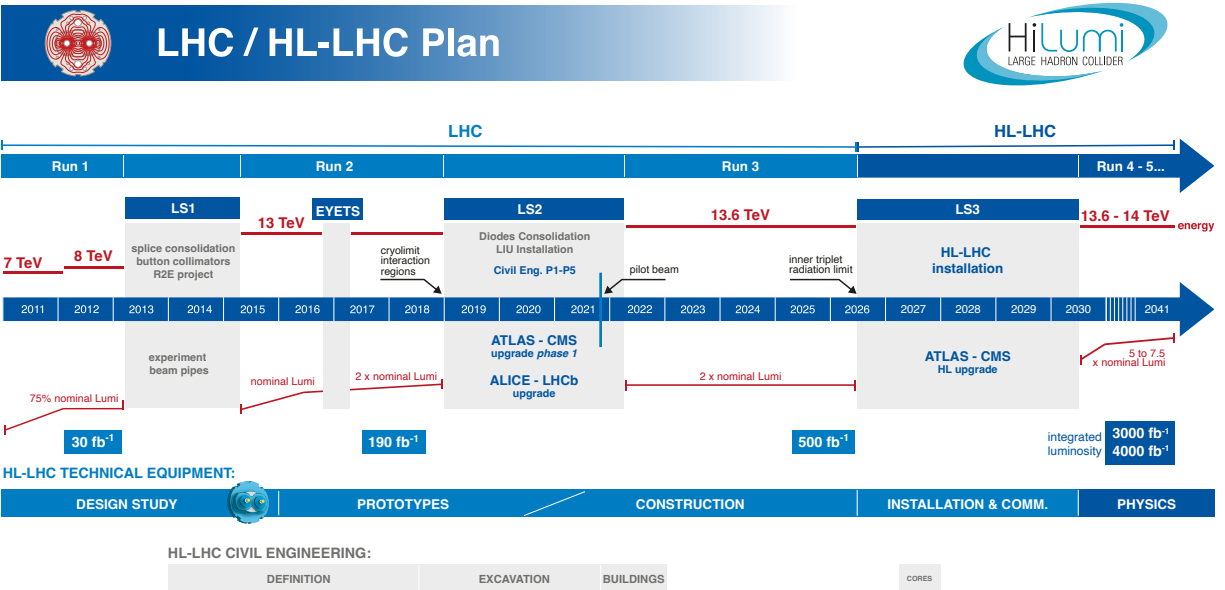 LHC / HL-LHC Plan
HiLumi
LARGE HADRON COLLIDER
LHC
HL-LHC
Run 1
Run 2
Run 3
Run 4 - 5...
LS1
EYETS
LS2
LS3
13 TeV
13.6 TeV
13.6 - 14 TeV
energy
7 TeV
8 TeV
splice consolidation
button collimators
R2E project
cryolimit
interaction
regions
Diodes Consolidation
LIU Installation
Civil Eng. P1-P5
pilot beam
inner triplet
radiation limit
HL-LHC
installation
2011 2012 2013 2014 2015 2016 2017 2018 2019 2020 2021 2022 2023 2024 2025 2026 2027 2028 2029 2030 2041
experiment
beam pipes
ATLAS - CMS
upgrade phase 1
ALICE - LHCb
upgrade
ATLAS - CMS
HL upgrade
5 to 7.5
x nominal Lumi
75% nominal Lumi
nominal Lumi
2 x nominal Lumi
2 x nominal Lumi
30 fb-1
190 fb-1
500 fb-1
integrated
luminosity
3000 fb-1
4000 fb-1
HL-LHC TECHNICAL EQUIPMENT:
DESIGN STUDY
PROTOTYPES
CONSTRUCTION
INSTALLATION & COMM.
PHYSICS
HL-LHC CIVIL ENGINEERING:
DEFINITION
EXCAVATION
BUILDINGS
CORES